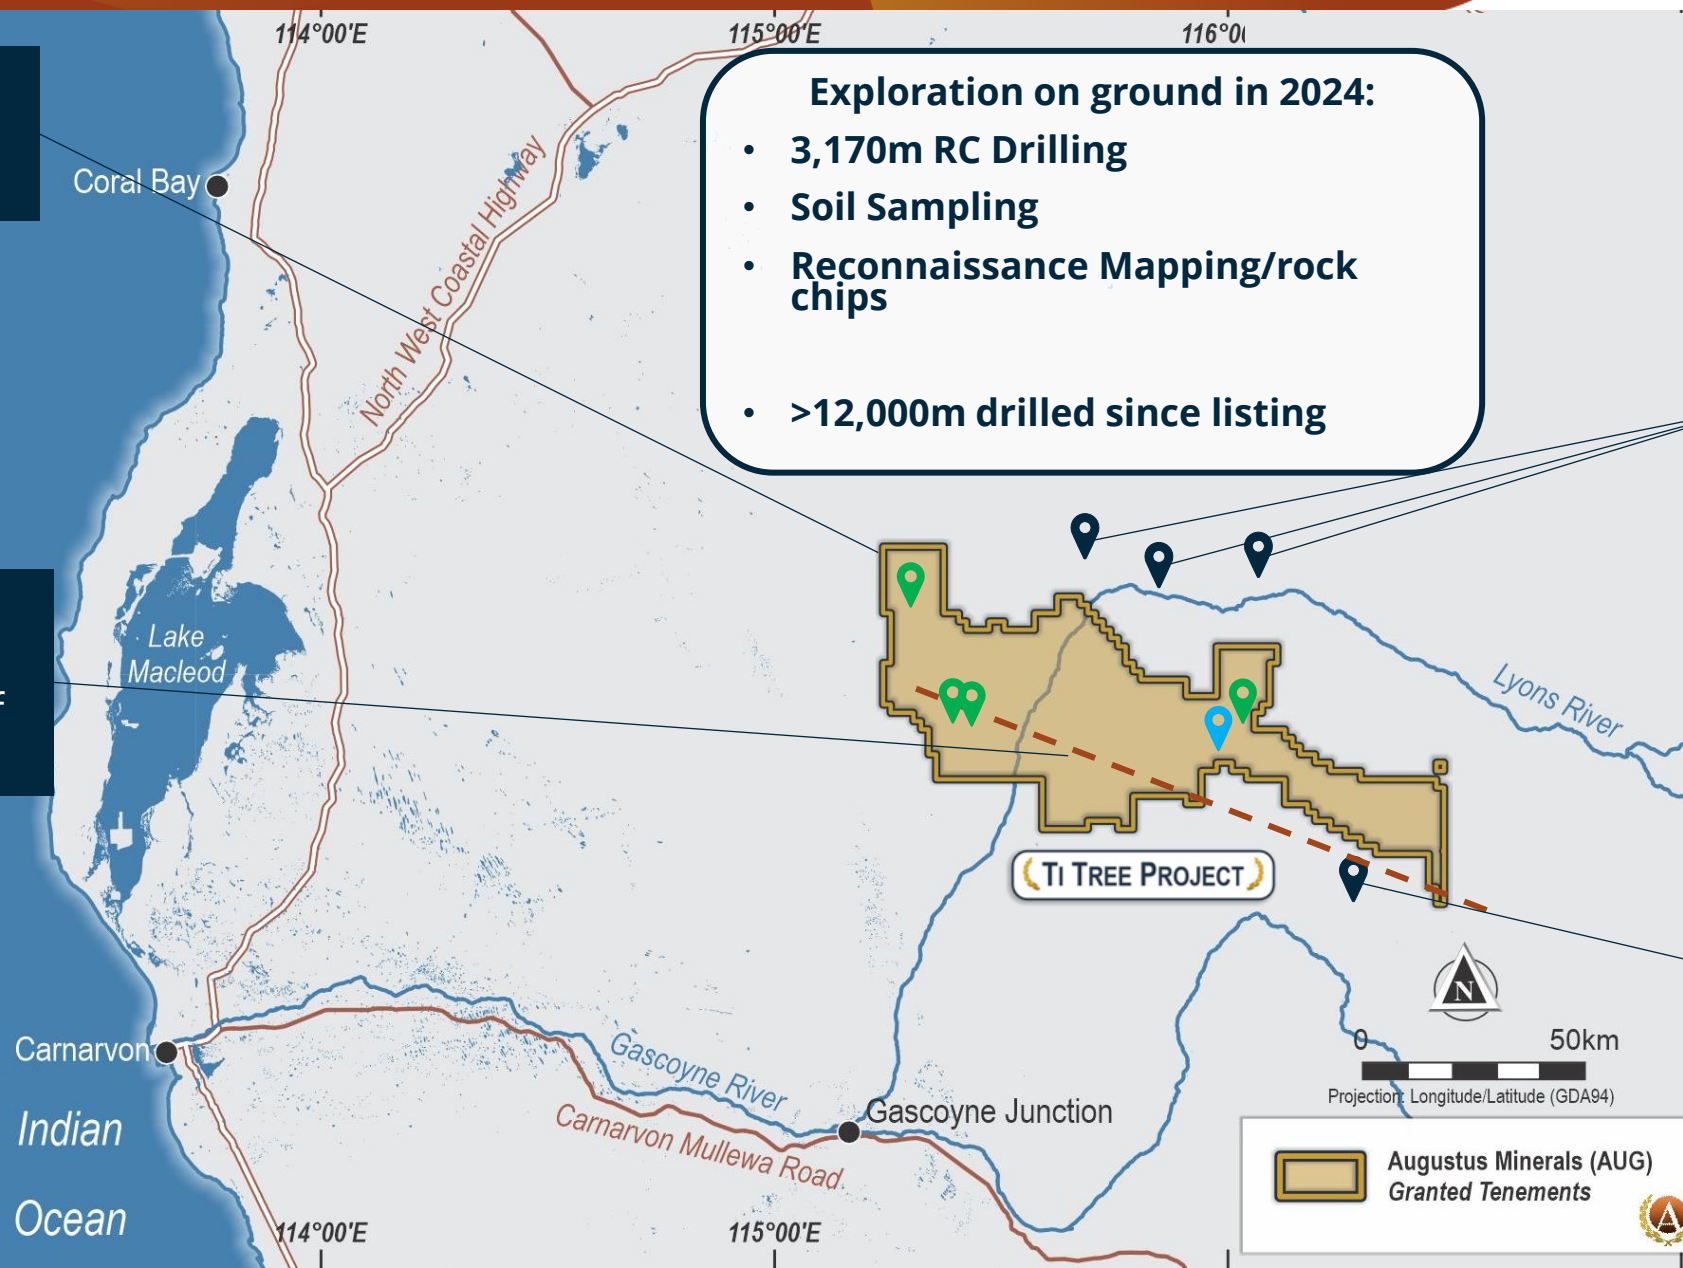 114°00'E
115°00'E
116°0
Exploration on ground in 2024:
• 3,170m RC Drilling
• Soil Sampling
• Reconnaissance Mapping/rock
chips
• >12,000m drilled since listing
Coral Bay
North West Coastal Highway
Lake
Macleod
Lyons River
TI TREE PROJECT
N
0 50km
Projection: Longitude/Latitude (GDA94)
Carnarvon
Gascoyne River
Gascoyne Junction
Carnarvon Mullewa Road
Indian
Ocean
Augustus Minerals (AUG)
Granted Tenements
A
114°00'E
115°00'E